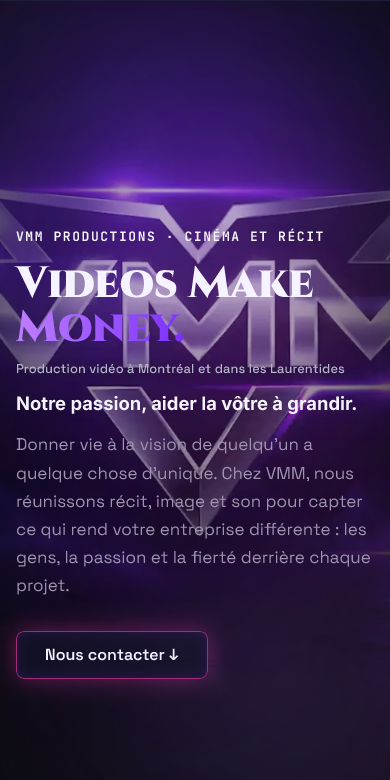 VMM PRODUCTIONS · CINÉMA ET RÉCIT
VIDEOS MAKE
MONEY.
Production vidéo à Montréal et dans les Laurentides
Notre passion, aider la vôtre à grandir.
Donner vie à la vision de quelqu'un a
quelque chose d'unique. Chez VMM, nous
réunissons récit, image et son pour capter
ce qui rend votre entreprise différente : les
gens, la passion et la fierté derrière chaque
projet.
Nous contacter ↓
VMM